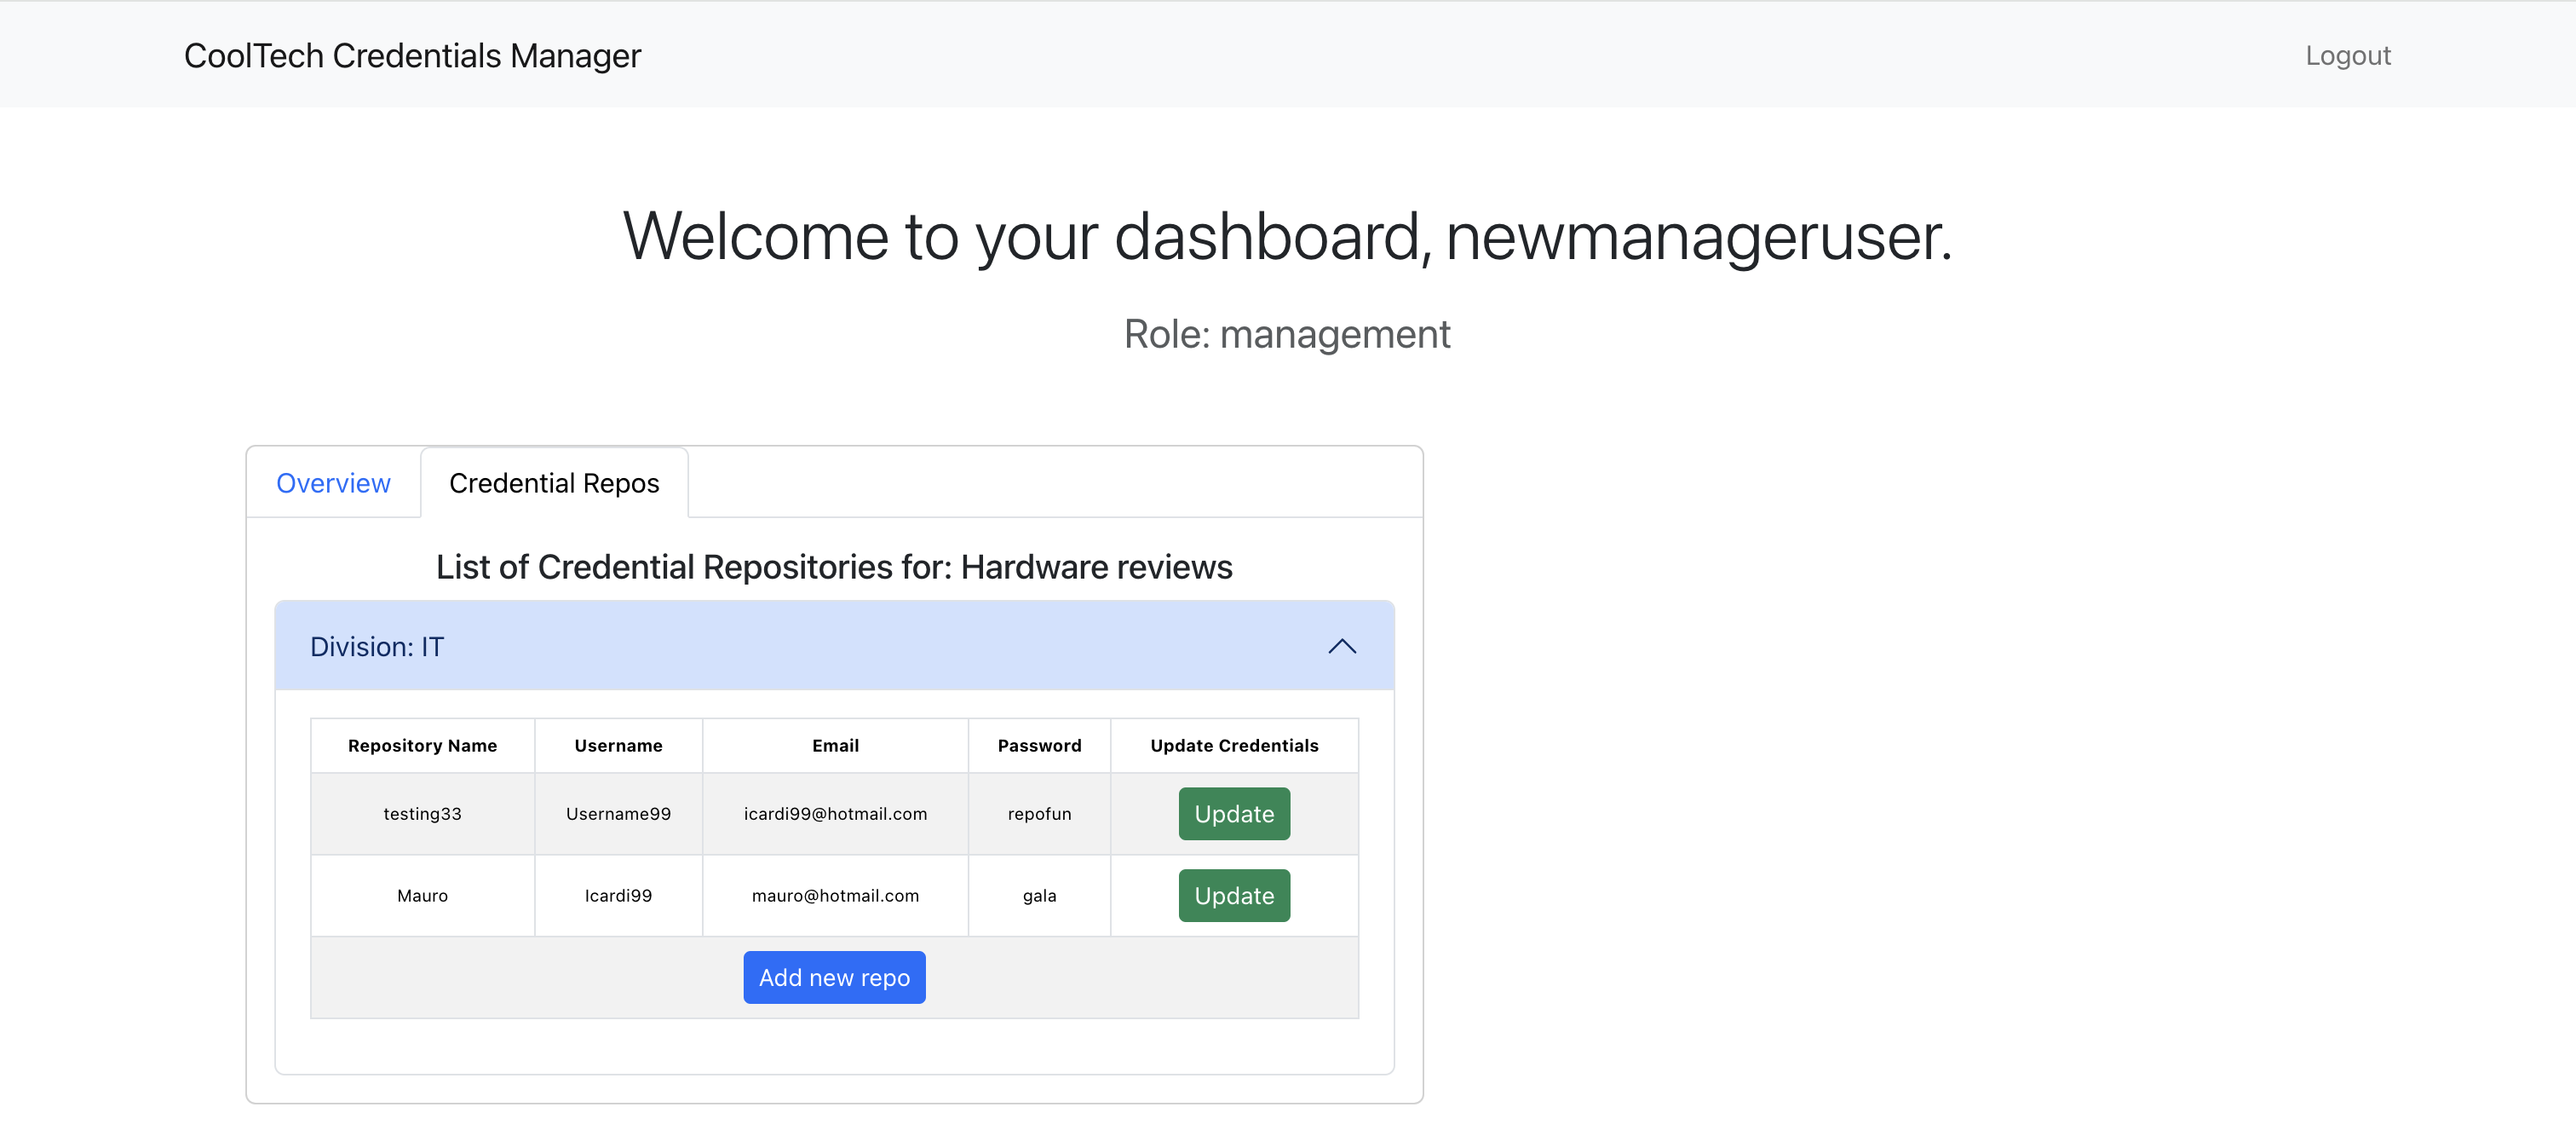 CoolTech Credentials Manager
Logout
Welcome to your dashboard, newmanageruser.
Role: management
Overview
Credential Repos
List of Credential Repositories for: Hardware reviews
Division: IT
Repository Name Username Email Password Update Credentials
testing33 Username99 icardi99@hotmail.com repofun Update
Mauro Icardi99 mauro@hotmail.com gala Update
Add new repo